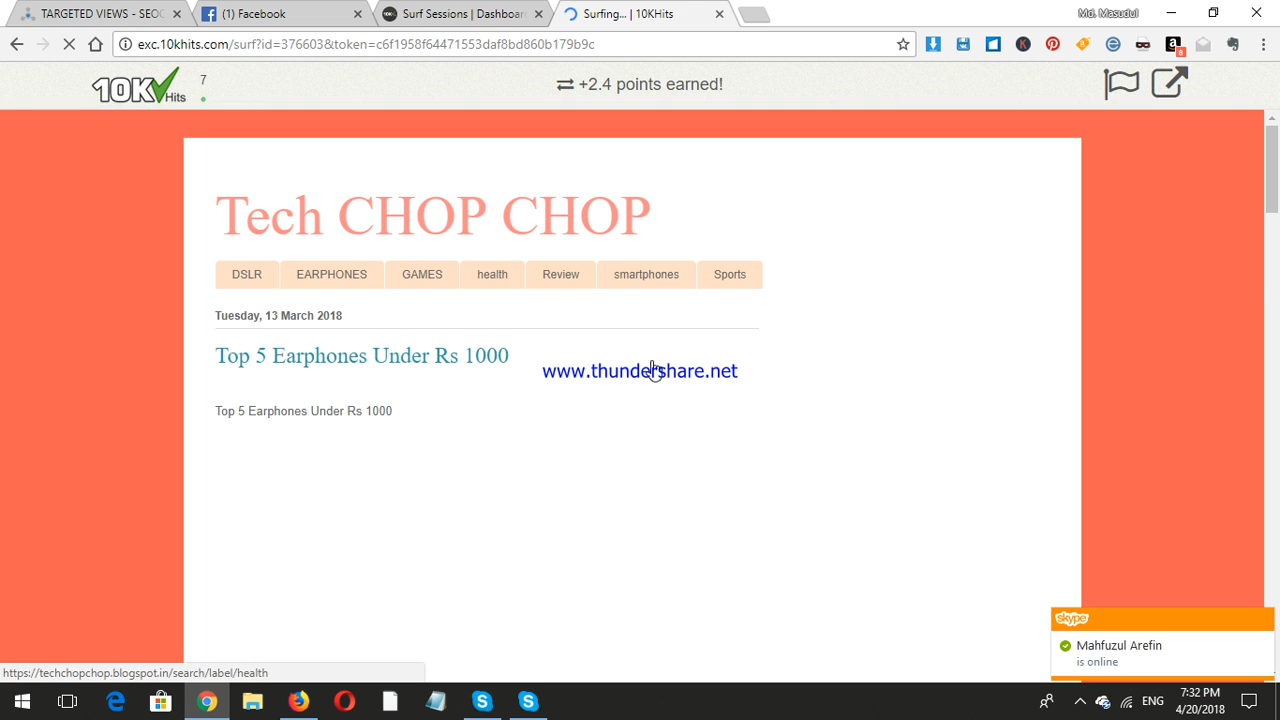 TARGETED VIEWS - SEOC
(1) Facebook
Surf Sessions | Dashboar
Surfing... | 10KHits
Md. Masudul
exc.10khits.com/surf?id=376603&token=d1f1958f64471553daf8bd860b179b9c
8
10K Hits
7
+2.4 points earned!
Tech CHOP CHOP
DSLR
EARPHONES
GAMES
health
Review
smartphones
Sports
Tuesday, 13 March 2018
Top 5 Earphones Under Rs 1000
www.thundershare.net
Top 5 Earphones Under Rs 1000
skype
Mahfuzul Arefin
is online
https://techchopchop.blogspot.in/search/label/health
ENG
7:32 PM
4/20/2018